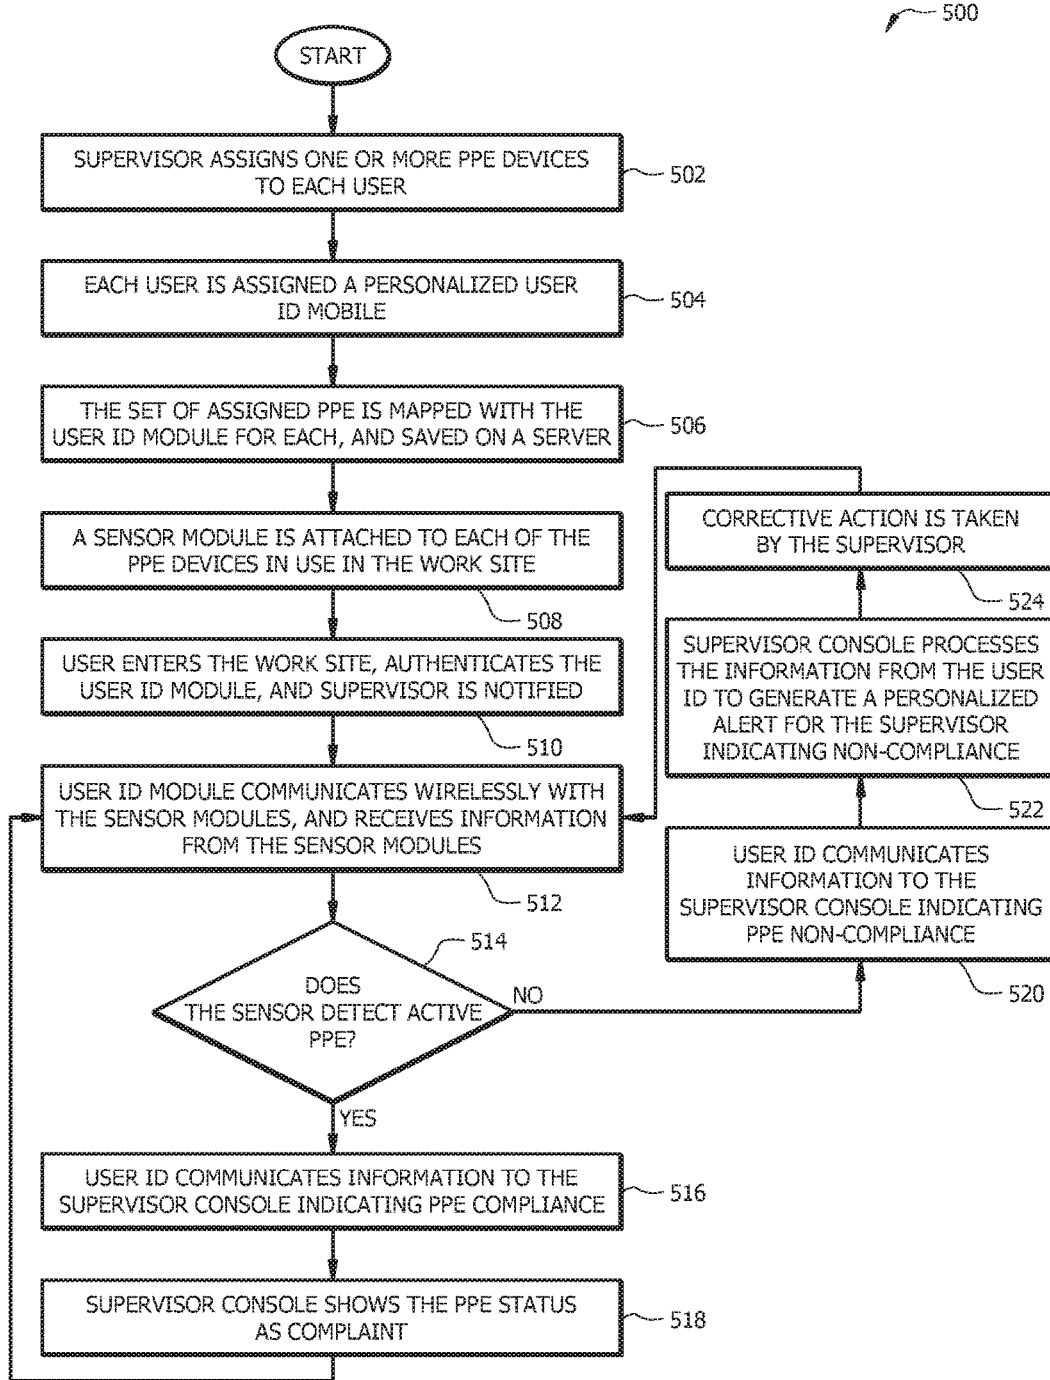 500
START
SUPERVISOR ASSIGNS ONE OR MORE PPE DEVICES
TO EACH USER
502
EACH USER IS ASSIGNED A PERSONALIZED USER
ID MOBILE
504
THE SET OF ASSIGNED PPE IS MAPPED WITH THE
USER ID MODULE FOR EACH, AND SAVED ON A SERVER
506
A SENSOR MODULE IS ATTACHED TO EACH OF THE
PPE DEVICES IN USE IN THE WORK SITE
508
USER ENTERS THE WORK SITE, AUTHENTICATES THE
USER ID MODULE, AND SUPERVISOR IS NOTIFIED
510
USER ID MODULE COMMUNICATES WIRELESSLY WITH
THE SENSOR MODULES, AND RECEIVES INFORMATION
FROM THE SENSOR MODULES
512
DOES
THE SENSOR DETECT ACTIVE
PPE?
514
NO
YES
USER ID COMMUNICATES INFORMATION TO THE
SUPERVISOR CONSOLE INDICATING PPE COMPLIANCE
516
SUPERVISOR CONSOLE SHOWS THE PPE STATUS
AS COMPLAINT
518
CORRECTIVE ACTION IS TAKEN
BY THE SUPERVISOR
524
SUPERVISOR CONSOLE PROCESSES
THE INFORMATION FROM THE USER
ID TO GENERATE A PERSONALIZED
ALERT FOR THE SUPERVISOR
INDICATING NON-COMPLIANCE
522
USER ID COMMUNICATES
INFORMATION TO THE
SUPERVISOR CONSOLE INDICATING
PPE NON-COMPLIANCE
520